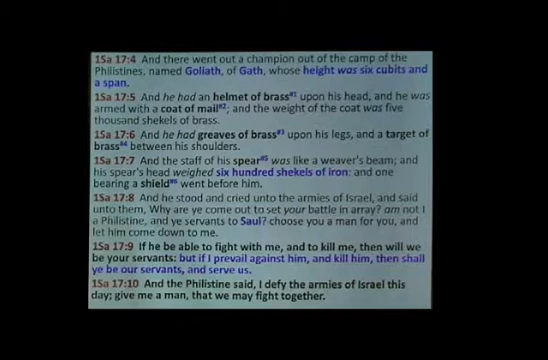 1Sa 17:4 And there went out a champion out of the camp of the
Philistines, named Goliath, of Gath, whose height was six cubits and
a span.
1Sa 17:5 And he had an helmet of brass#1 upon his head, and he was
armed with a coat of mail#2; and the weight of the coat was five
thousand shekels of brass.
1Sa 17:6 And he had greaves of brass#3 upon his legs, and a target of
brass#4 between his shoulders.
1Sa 17:7 And the staff of his spear#5 was like a weaver's beam; and
his spear's head weighed six hundred shekels of iron: and one
bearing a shield#6 went before him.
1Sa 17:8 And he stood and cried unto the armies of Israel, and said
unto them, Why are ye come out to set your battle in array? am not I
a Philistine, and ye servants to Saul? choose you a man for you, and
let him come down to me.
1Sa 17:9 If he be able to fight with me, and to kill me, then will we
be your servants: but if I prevail against him, and kill him, then shall
ye be our servants, and serve us.
1Sa 17:10 And the Philistine said, I defy the armies of Israel this
day; give me a man, that we may fight together.